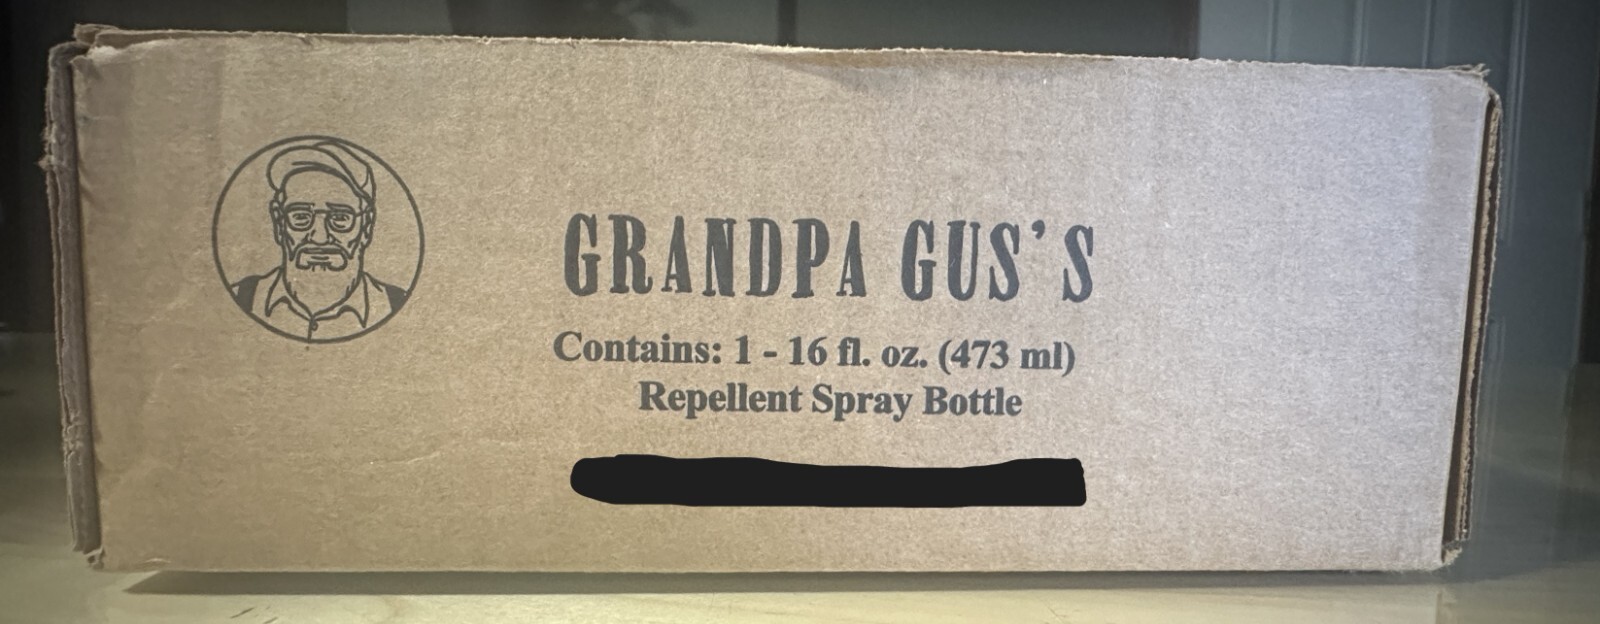 GRANDPA GUS'S
Contains: 1 - 16 fl. oz. (473 ml)
Repellent Spray Bottle